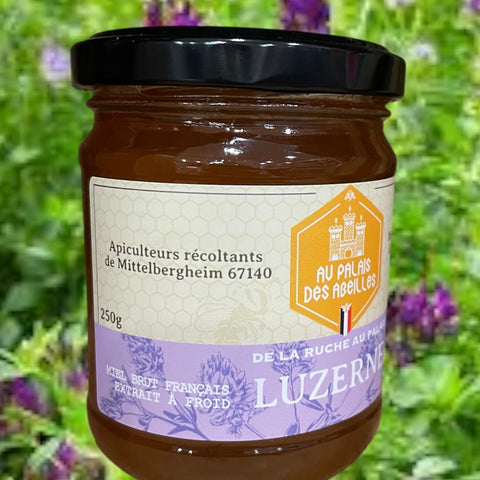 Apiculteurs récoltants
de Mittelbergheim 67140
AU PALAIS
DES ABEILLES
250g
DE LA RUCHE AU PALAI
MIEL BRUT FRANÇAIS
EXTRAIT À FROID
LUZERNE